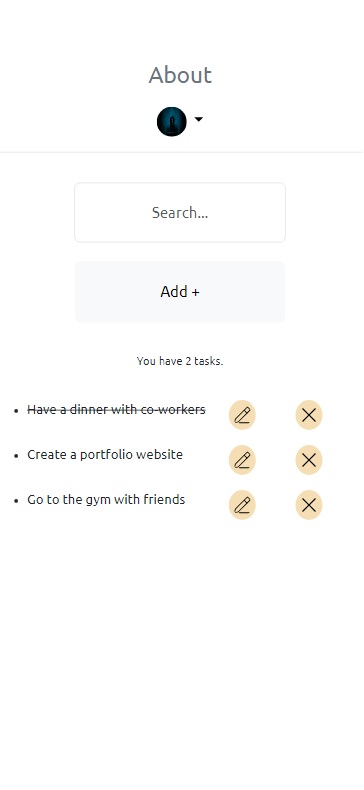 About
Search...
Add +
You have 2 tasks.
Have a dinner with co-workers
Create a portfolio website
Go to the gym with friends